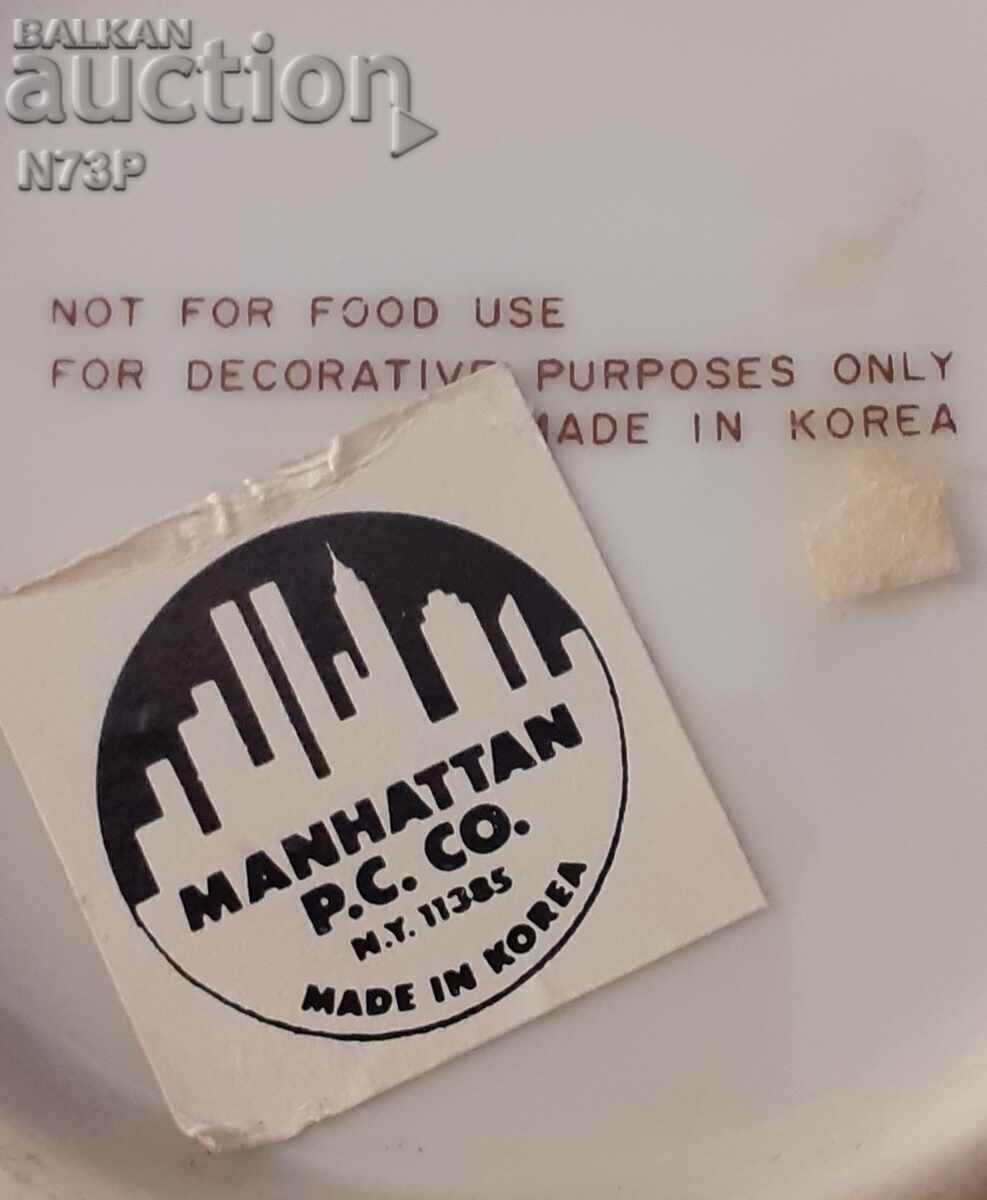 BALKAN
auction
N73P
NOT FOR FOOD USE
FOR DECORATIVE PURPOSES ONLY
MADE IN KOREA
MANHATTAN
P.C. CO.
N.Y. 11385
MADE IN KOREA